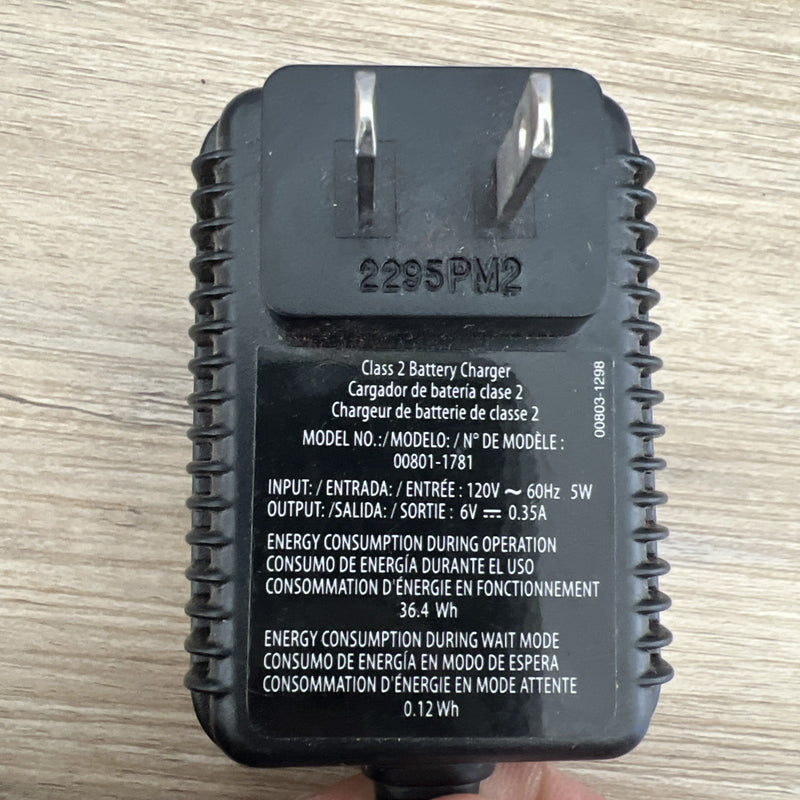 2295PM2
Class 2 Battery Charger
Cargador de batería clase 2
Chargeur de batterie de classe 2
00803-1298
MODEL NO.:/MODELO: / N° DE MODÈLE :
00801-1781
INPUT: / ENTRADA: / ENTRÉE : 120V ~ 60Hz 5W
OUTPUT: /SALIDA: / SORTIE : 6V ⎓ 0.35A
ENERGY CONSUMPTION DURING OPERATION
CONSUMO DE ENERGÍA DURANTE EL USO
CONSOMMATION D'ÉNERGIE EN FONCTIONNEMENT
36.4 Wh
ENERGY CONSUMPTION DURING WAIT MODE
CONSUMO DE ENERGÍA EN MODO DE ESPERA
CONSOMMATION D'ÉNERGIE EN MODE ATTENTE
0.12 Wh